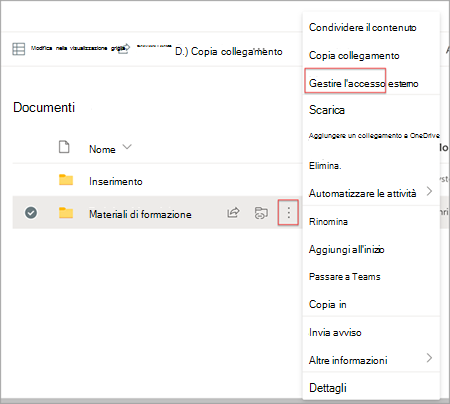 Modifica nella visualizzazione griglia
D.) Copia collegamento
Documenti
Nome
Inserimento
Materiali di formazione
Condividere il contenuto
Copia collegamento
Gestire l'accesso esterno
Scarica
Aggiungere un collegamento a OneDrive
Elimina.
Automatizzare le attività
Rinomina
Aggiungi all'inizio
Passare a Teams
Copia in
Invia avviso
Altre informazioni
Dettagli